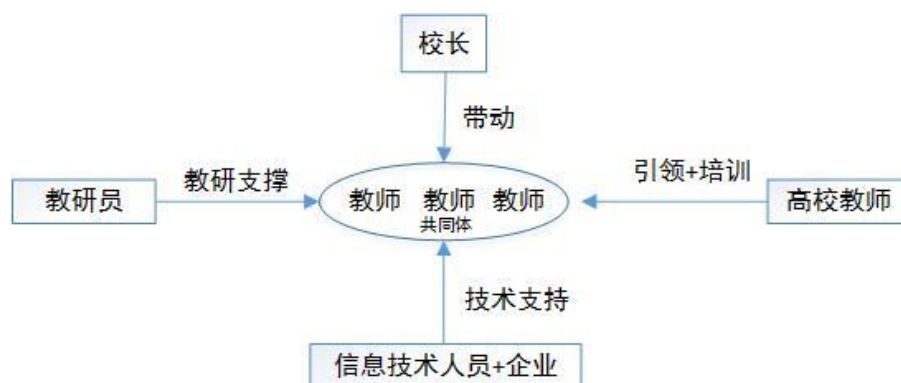 校长
带动
教研员
教研支撑
教师 教师 教师
共同体
引领+培训
高校教师
技术支持
信息技术人员+企业